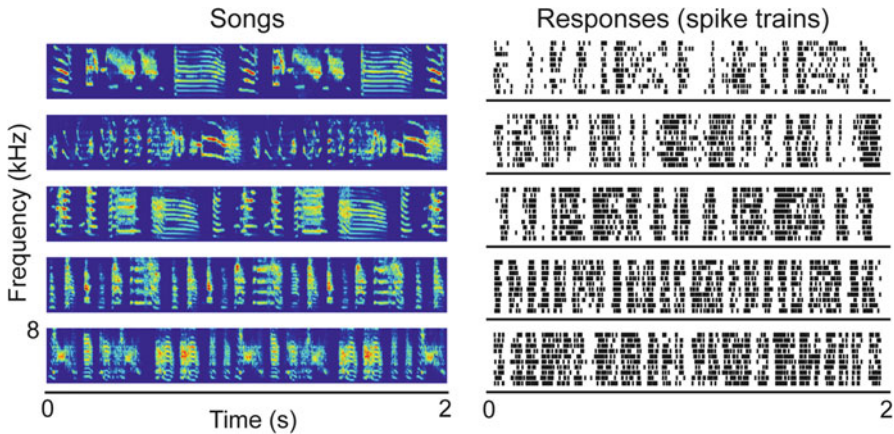 Songs
Responses (spike trains)
Frequency (kHz)
8
0
Time (s)
2
0
2